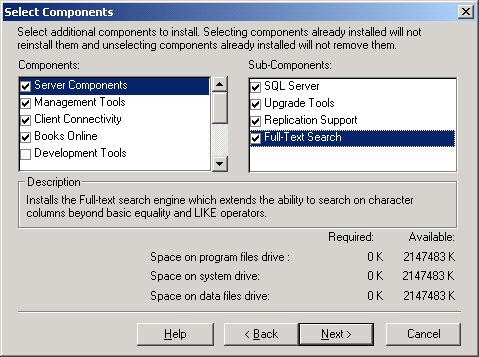 Select Components
Select additional components to install. Selecting components already installed will not
reinstall them and unselecting components already installed will not remove them.
Components:
Server Components
Management Tools
Client Connectivity
Books Online
Development Tools
Sub-Components:
SQL Server
Upgrade Tools
Replication Support
Full-Text Search
Description
Installs the Full-text search engine which extends the ability to search on character
columns beyond basic equality and LIKE operators.
Required: Available:
Space on program files drive : 0 K 2147483 K
Space on system drive: 0 K 2147483 K
Space on data files drive: 0 K 2147483 K
Help < Back Next > Cancel